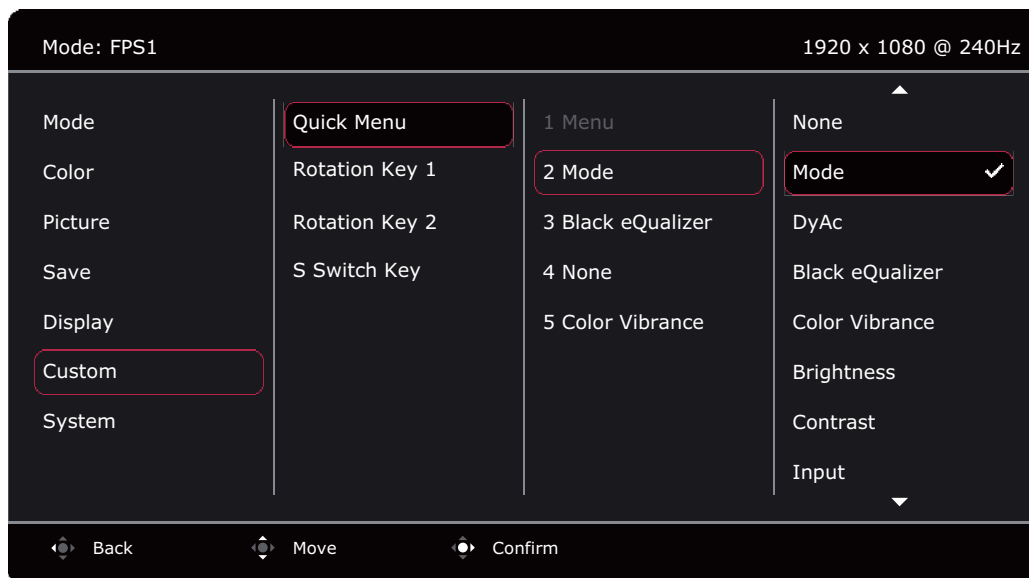 Mode: FPS1
1920 x 1080 @ 240Hz
Mode
Color
Picture
Save
Display
Custom
System
Quick Menu
Rotation Key 1
Rotation Key 2
S Switch Key
1 Menu
2 Mode
3 Black eQualizer
4 None
5 Color Vibrance
None
Mode
DyAc
Black eQualizer
Color Vibrance
Brightness
Contrast
Input
Back
Move
Confirm